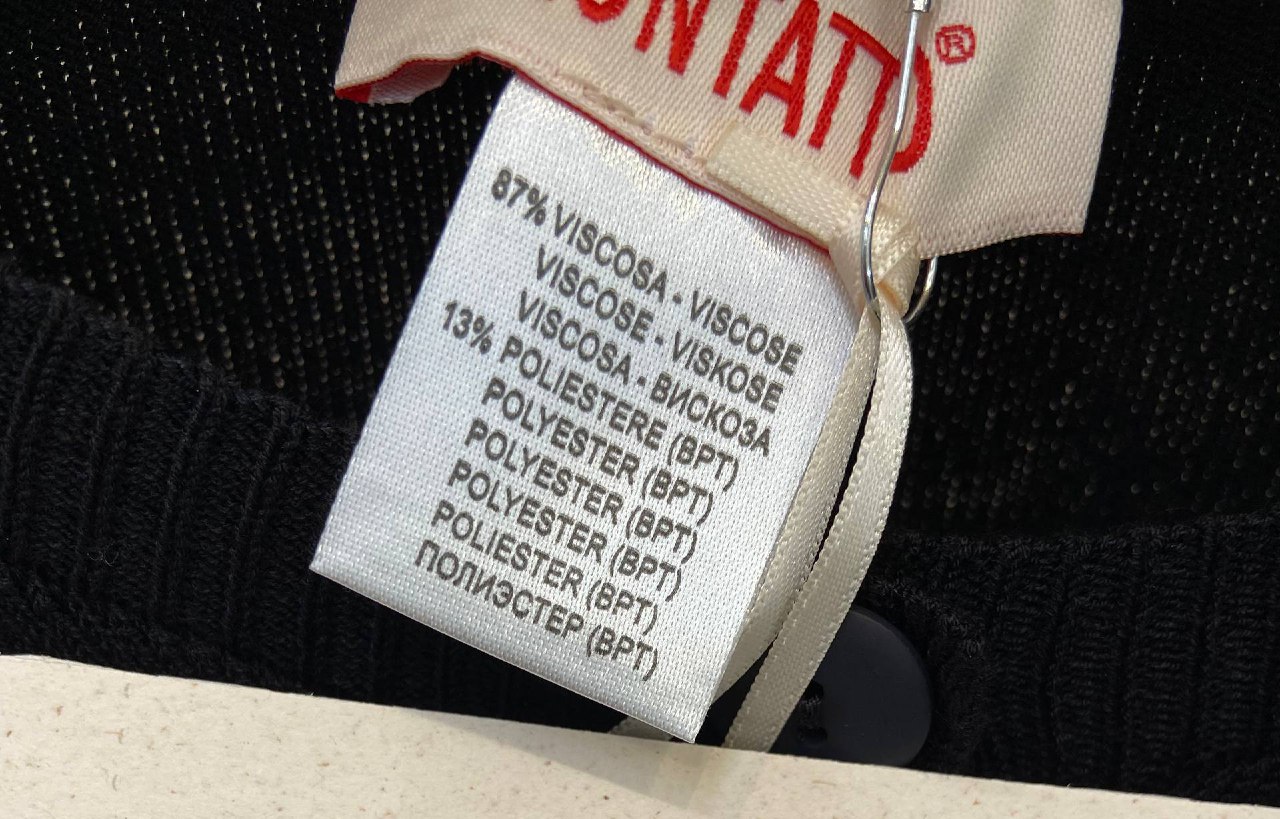 ONTATTO®
87% VISCOSA - VISCOSE
VISCOSE - VISKOSE
VISCOSA - ВИСКОЗА
13% POLIESTERE (BPT)
POLYESTER (BPT)
POLYESTER (BPT)
POLYESTER (BPT)
POLIESTER (BPT)
ПОЛИЭСТЕР (BPT)